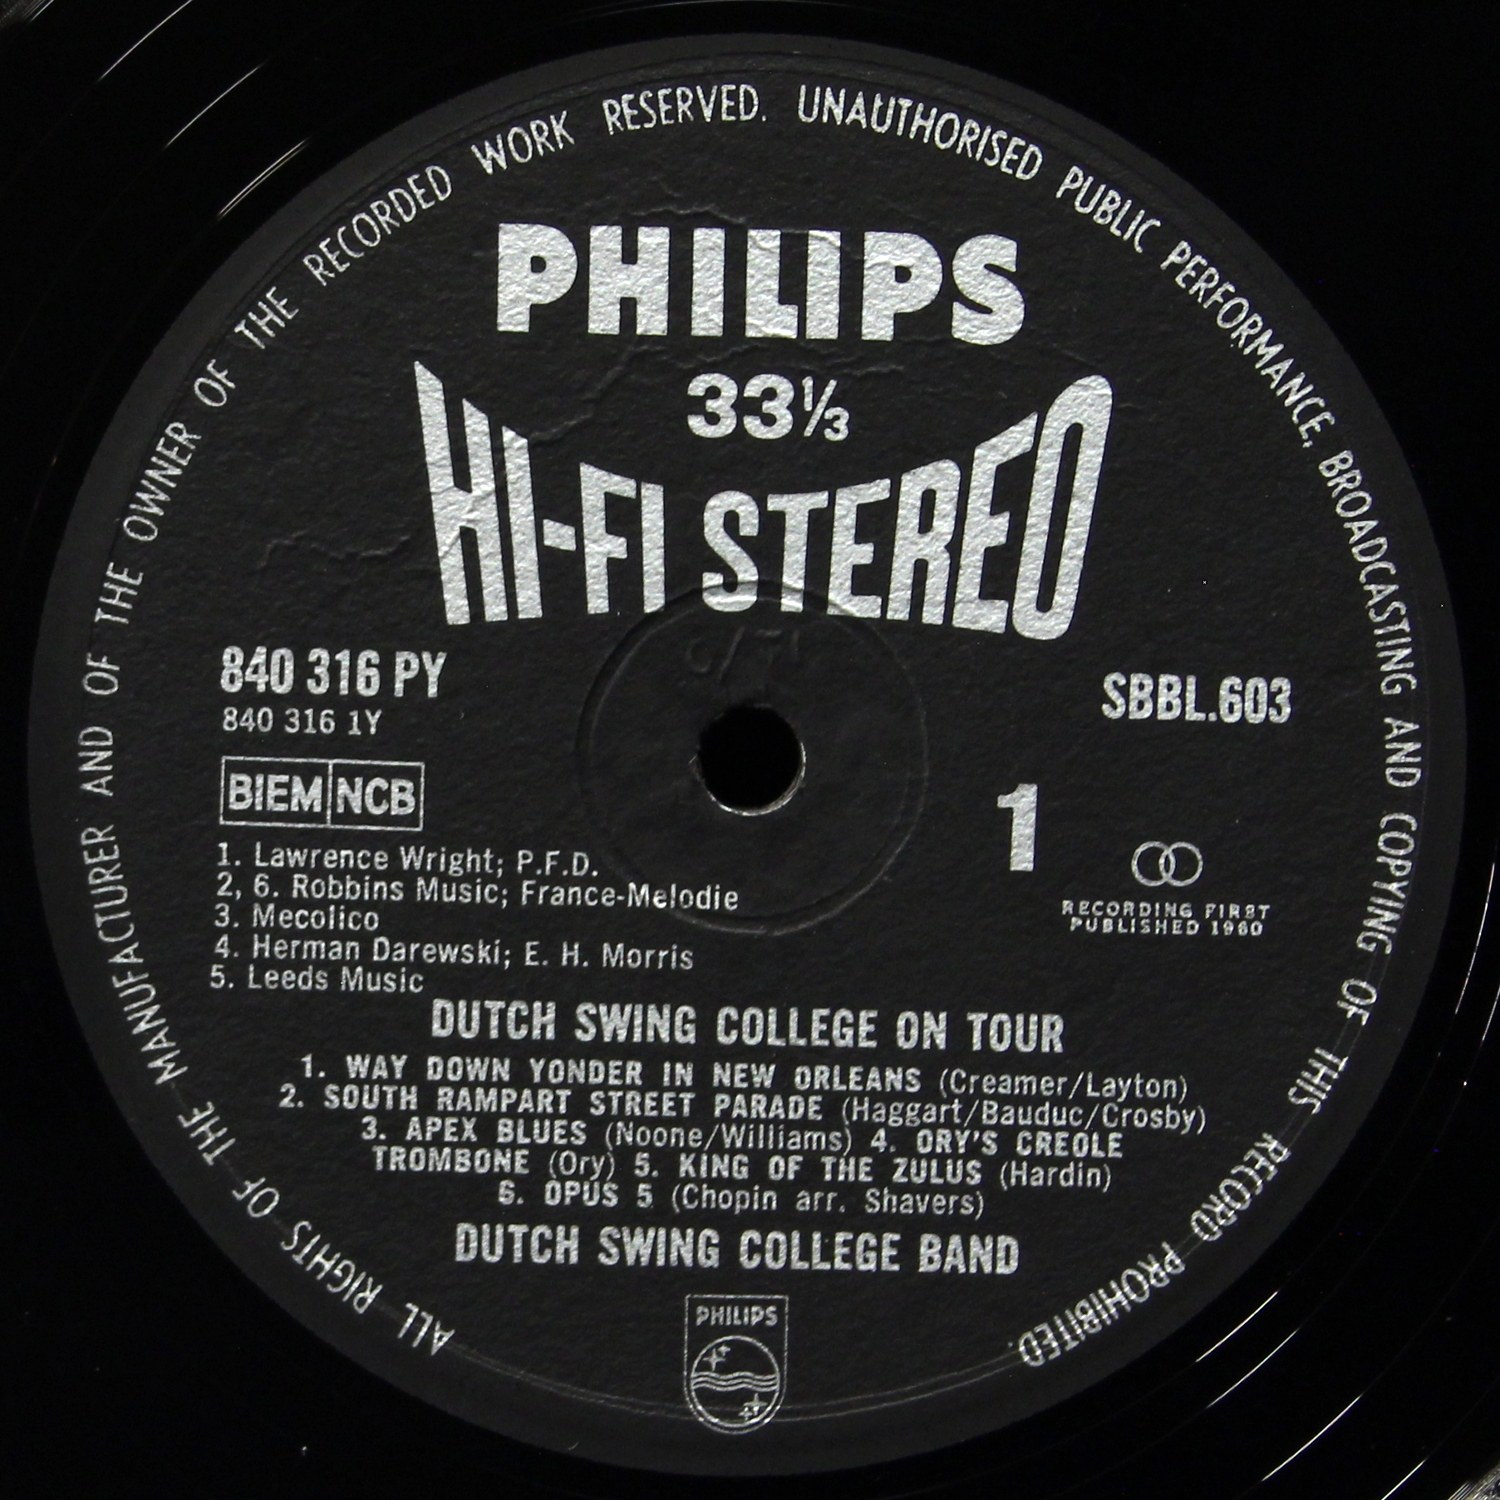 ALL RIGHTS OF THE MANUFACTURER AND OF THE OWNER OF THE RECORDED WORK RESERVED. UNAUTHORISED PUBLIC PERFORMANCE, BROADCASTING AND COPYING OF THIS RECORD PROHIBITED.
PHILIPS
33⅓
HI-FI STEREO
840 316 PY
840 316 1Y
SBBL.603
BIEM NCB
1
1. Lawrence Wright; P.F.D.
2, 6. Robbins Music; France-Melodie
3. Mecolico
4. Herman Darewski; E. H. Morris
5. Leeds Music
RECORDING FIRST
PUBLISHED 1960
DUTCH SWING COLLEGE ON TOUR
1. WAY DOWN YONDER IN NEW ORLEANS (Creamer/Layton)
2. SOUTH RAMPART STREET PARADE (Haggart/Bauduc/Crosby)
3. APEX BLUES (Noone/Williams) 4. ORY'S CREOLE
TROMBONE (Ory) 5. KING OF THE ZULUS (Hardin)
6. OPUS 5 (Chopin arr. Shavers)
DUTCH SWING COLLEGE BAND
PHILIPS